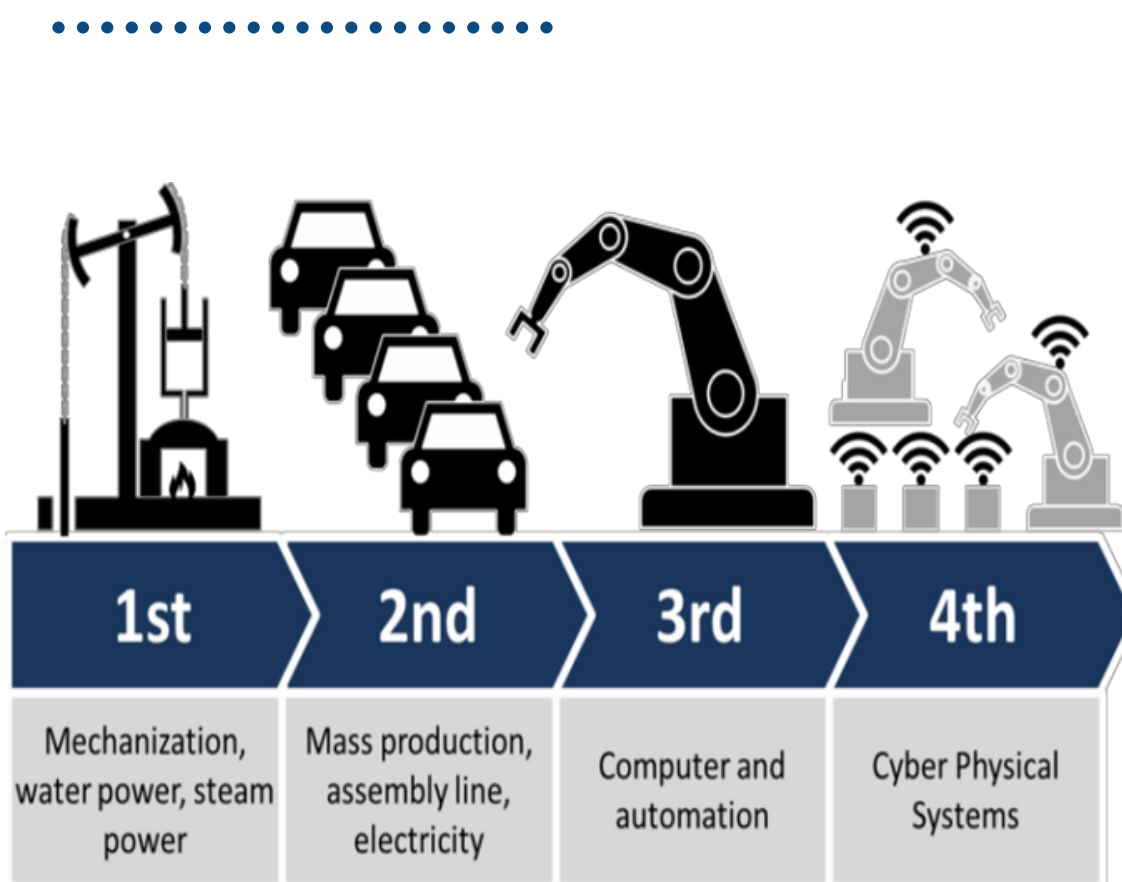 1st
2nd
3rd
4th
Mechanization,
water power, steam
power
Mass production,
assembly line,
electricity
Computer and
automation
Cyber Physical
Systems